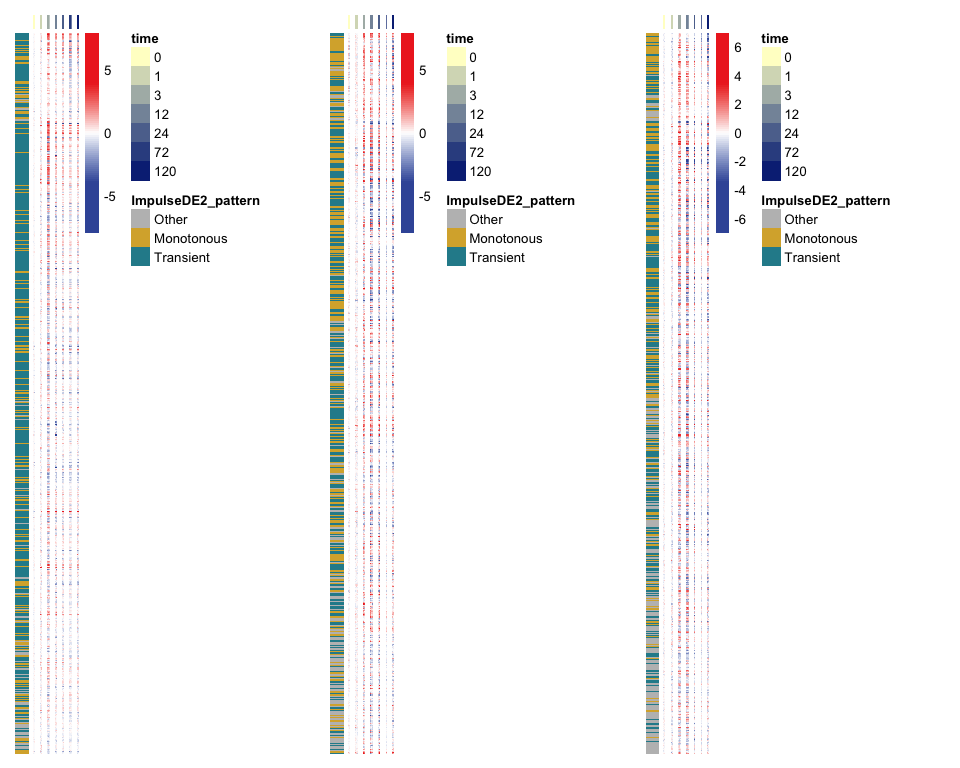 5
0
-5
time
0
1
3
12
24
72
120
ImpulseDE2_pattern
Other
Monotonous
Transient
5
0
-5
time
0
1
3
12
24
72
120
ImpulseDE2_pattern
Other
Monotonous
Transient
6
4
2
0
-2
-4
-6
time
0
1
3
12
24
72
120
ImpulseDE2_pattern
Other
Monotonous
Transient